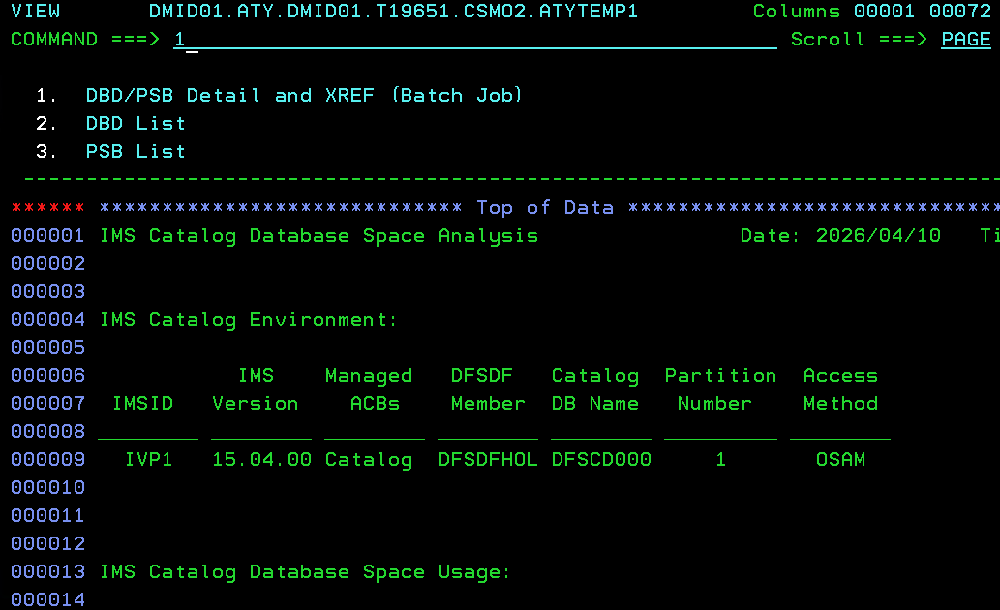 VIEW       DMID01.ATY.DMID01.T19651.CSMO2.ATYTEMP1         Columns 00001 00072
COMMAND ===> 1                                                Scroll ===> PAGE
  1.  DBD/PSB Detail and XREF (Batch Job)
  2.  DBD List
  3.  PSB List
 ------------------------------------------------------------------------------
****** ***************************** Top of Data ******************************
000001 IMS Catalog Database Space Analysis                Date: 2026/04/10   Ti
000002
000003
000004 IMS Catalog Environment:
000005
000006            IMS    Managed   DFSDF   Catalog  Partition  Access
000007  IMSID   Version    ACBs    Member  DB Name   Number    Method
000008 ________ ________ ________ ________ ________ _________ ________
000009   IVP1   15.04.00 Catalog  DFSDFHOL DFSCD000     1       OSAM
000010
000011
000012
000013 IMS Catalog Database Space Usage:
000014